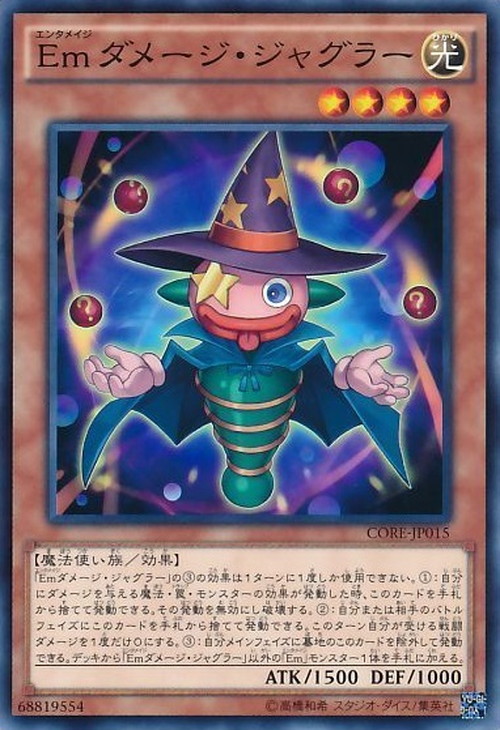 エンタメイジ
Emダメージ・ジャグラー
光
CORE-JP015
【魔法使い族／効果】
「Emダメージ・ジャグラー」の③の効果は1ターンに1度しか使用できない。①：自分
にダメージを与える魔法・罠・モンスターの効果が発動した時、このカードを手札
から捨てて発動できる。その発動を無効にし破壊する。②：自分または相手のバトル
フェイズにこのカードを手札から捨てて発動できる。このターン自分が受ける戦闘
ダメージを1度だけ0にする。③：自分メインフェイズに墓地のこのカードを除外して発動
できる。デッキから「Emダメージ・ジャグラー」以外の「Em」モンスター1体を手札に加える。
ATK/1500 DEF/1000
68819554
©高橋和希 スタジオ・ダイス/集英社